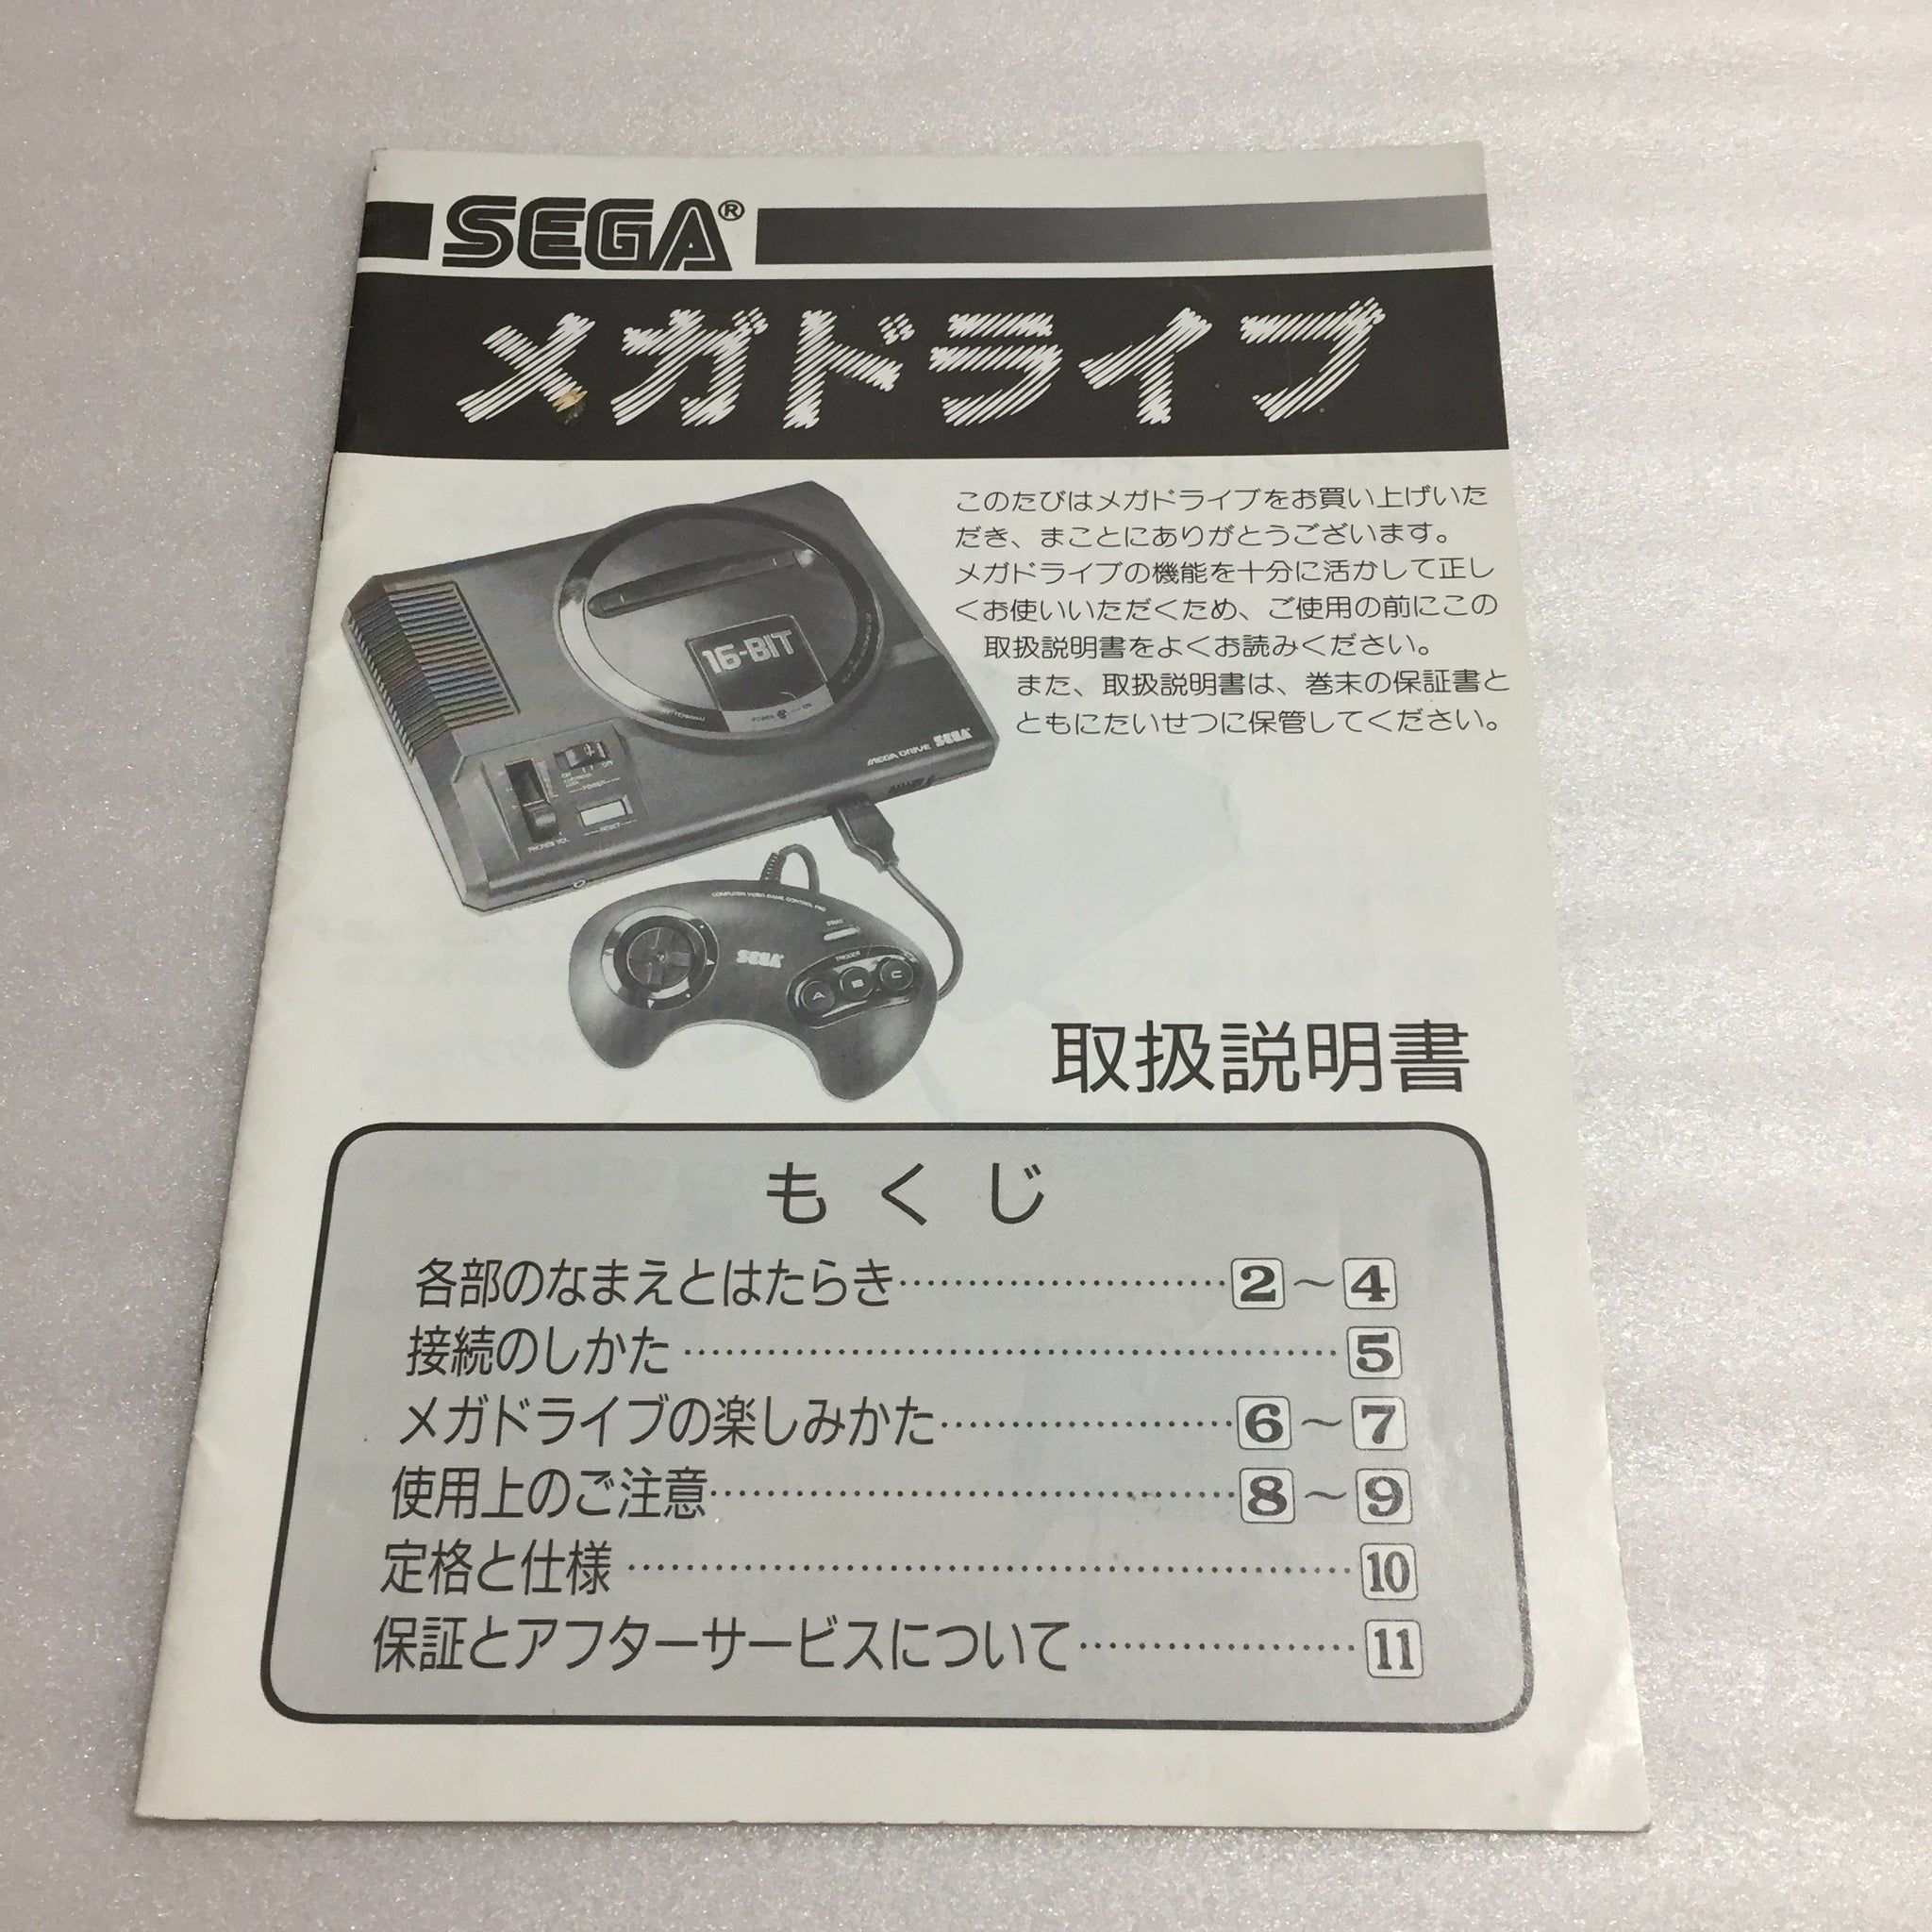 SEGA®
メガドライブ
このたびはメガドライブをお買い上げいた
だき、まことにありがとうございます。
メガドライブの機能を十分に活かして正し
くお使いいただくため、ご使用の前にこの
取扱説明書をよくお読みください。
また、取扱説明書は、巻末の保証書と
ともにたいせつに保管してください。
16-BIT
MEGA DRIVE SEGA
PHONES VOL.
RESET
COMPUTER VIDEO GAME CONTROL PAD
SEGA
START
TRIGGER
A B C
取扱説明書
もくじ
各部のなまえとはたらき……………………2～4
接続のしかた……………………………………5
メガドライブの楽しみかた…………………6～7
使用上のご注意………………………………8～9
定格と仕様………………………………………10
保証とアフターサービスについて………………11